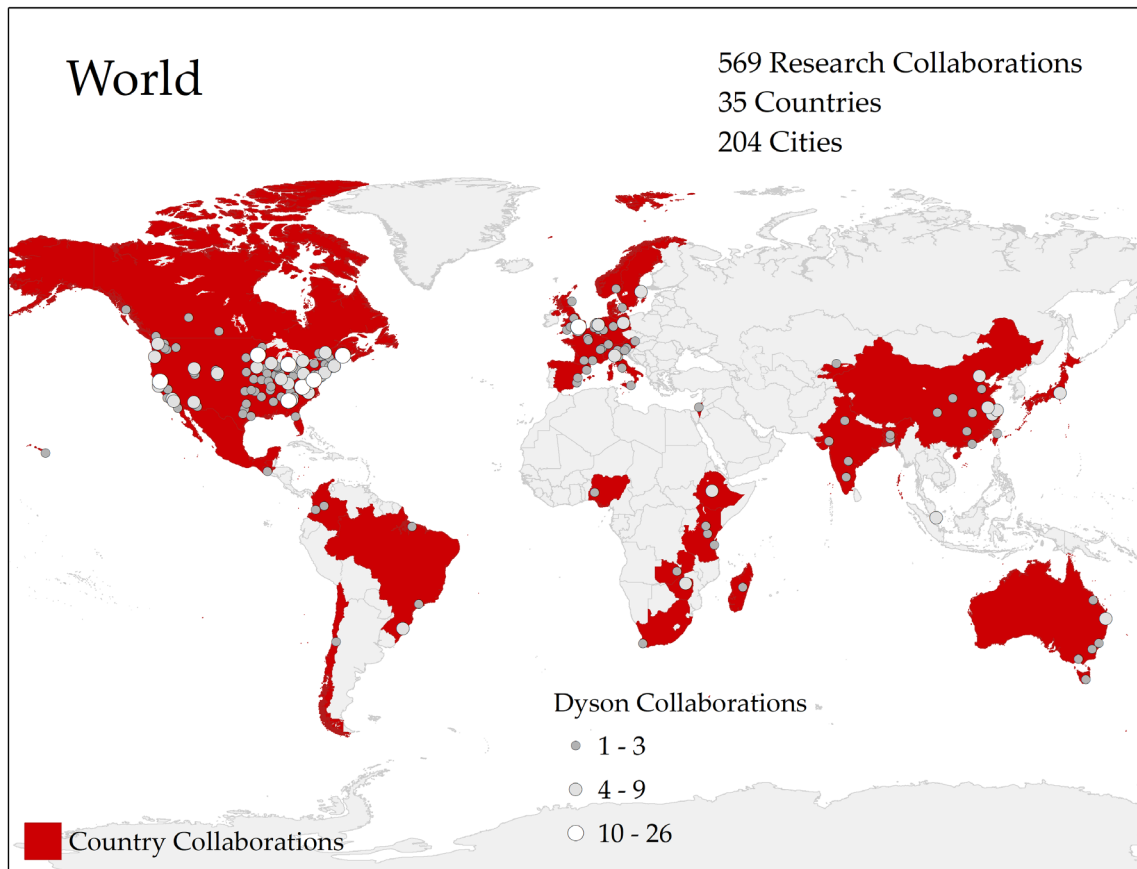 World
569 Research Collaborations
35 Countries
204 Cities
Dyson Collaborations
1 - 3
4 - 9
10 - 26
Country Collaborations